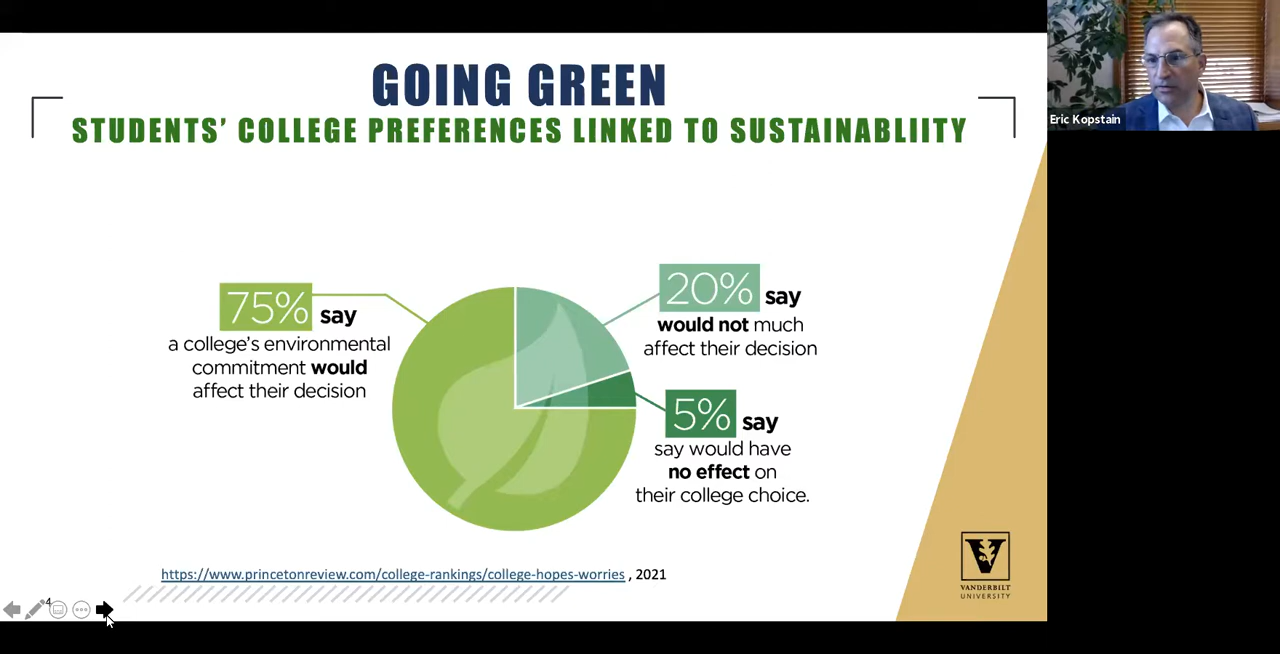 GOING GREEN
STUDENTS' COLLEGE PREFERENCES LINKED TO SUSTAINABLIITY
Eric Kopstain
75% say
a college's environmental
commitment would
affect their decision
20% say
would not much
affect their decision
5% say
say would have
no effect on
their college choice.
https://www.princetonreview.com/college-rankings/college-hopes-worries , 2021
4
V
VANDERBILT
UNIVERSITY